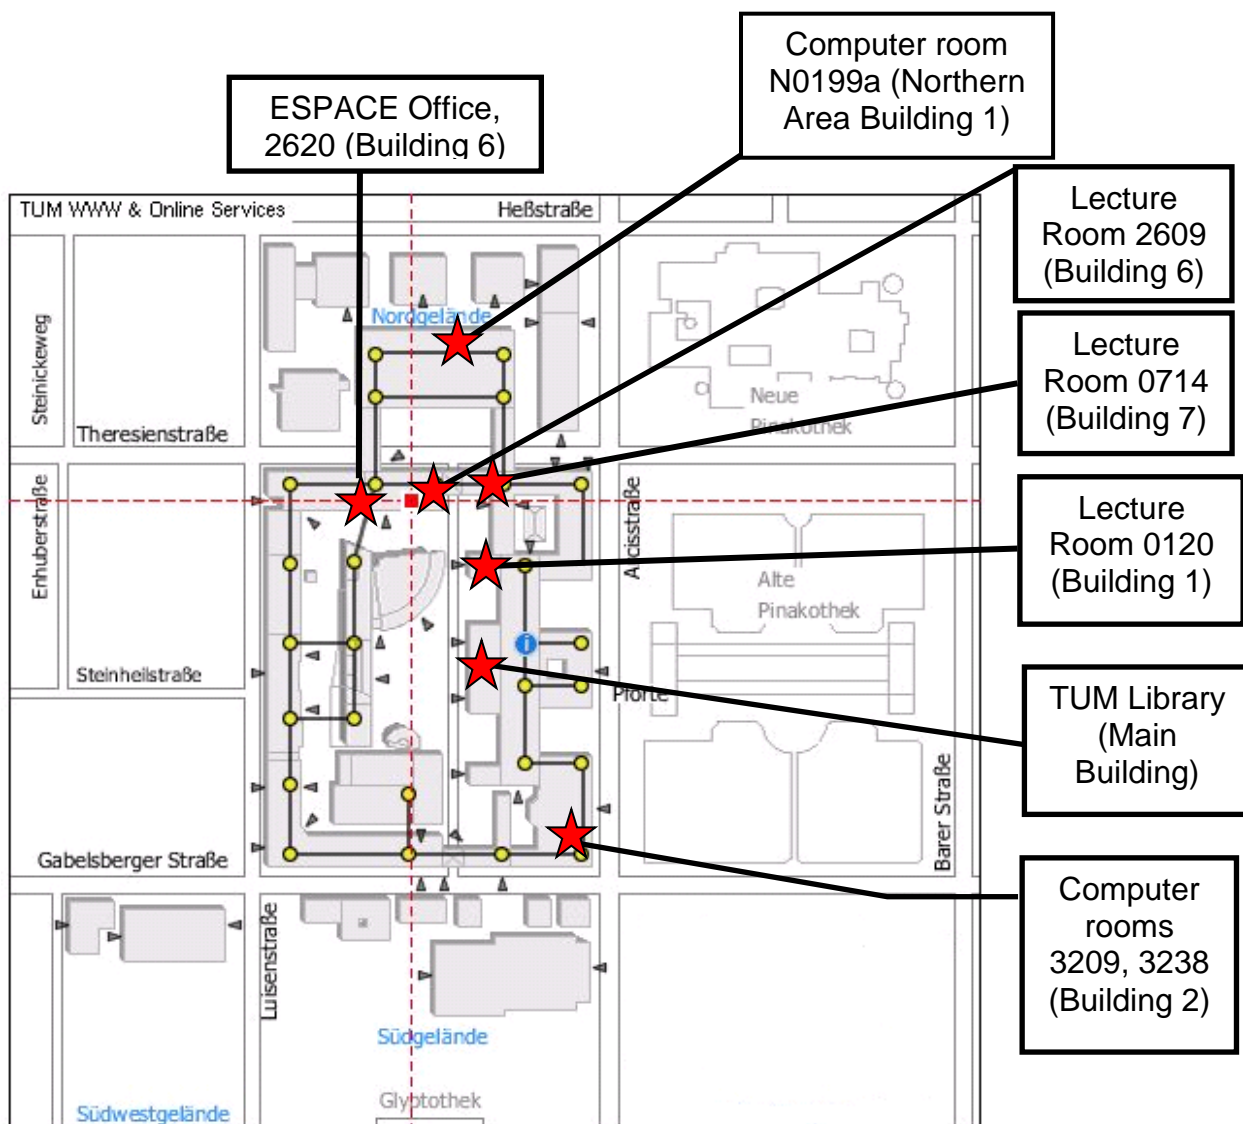 Computer room
N0199a (Northern
Area Building 1)
ESPACE Office,
2620 (Building 6)
Lecture
Room 2609
(Building 6)
TUM WWW & Online Services
Heßstraße
Nordgelände
Steinickeweg
Lecture
Room 0714
(Building 7)
Neue
Pinakothek
Theresienstraße
Enhuberstraße
Arcisstraße
Lecture
Room 0120
(Building 1)
Alte
Pinakothek
i
Steinheilstraße
Pforte
TUM Library
(Main
Building)
Barer Straße
Gabelsberger Straße
Computer
rooms
3209, 3238
(Building 2)
Luisenstraße
Südgelände
Glyptothek
Südwestgelände